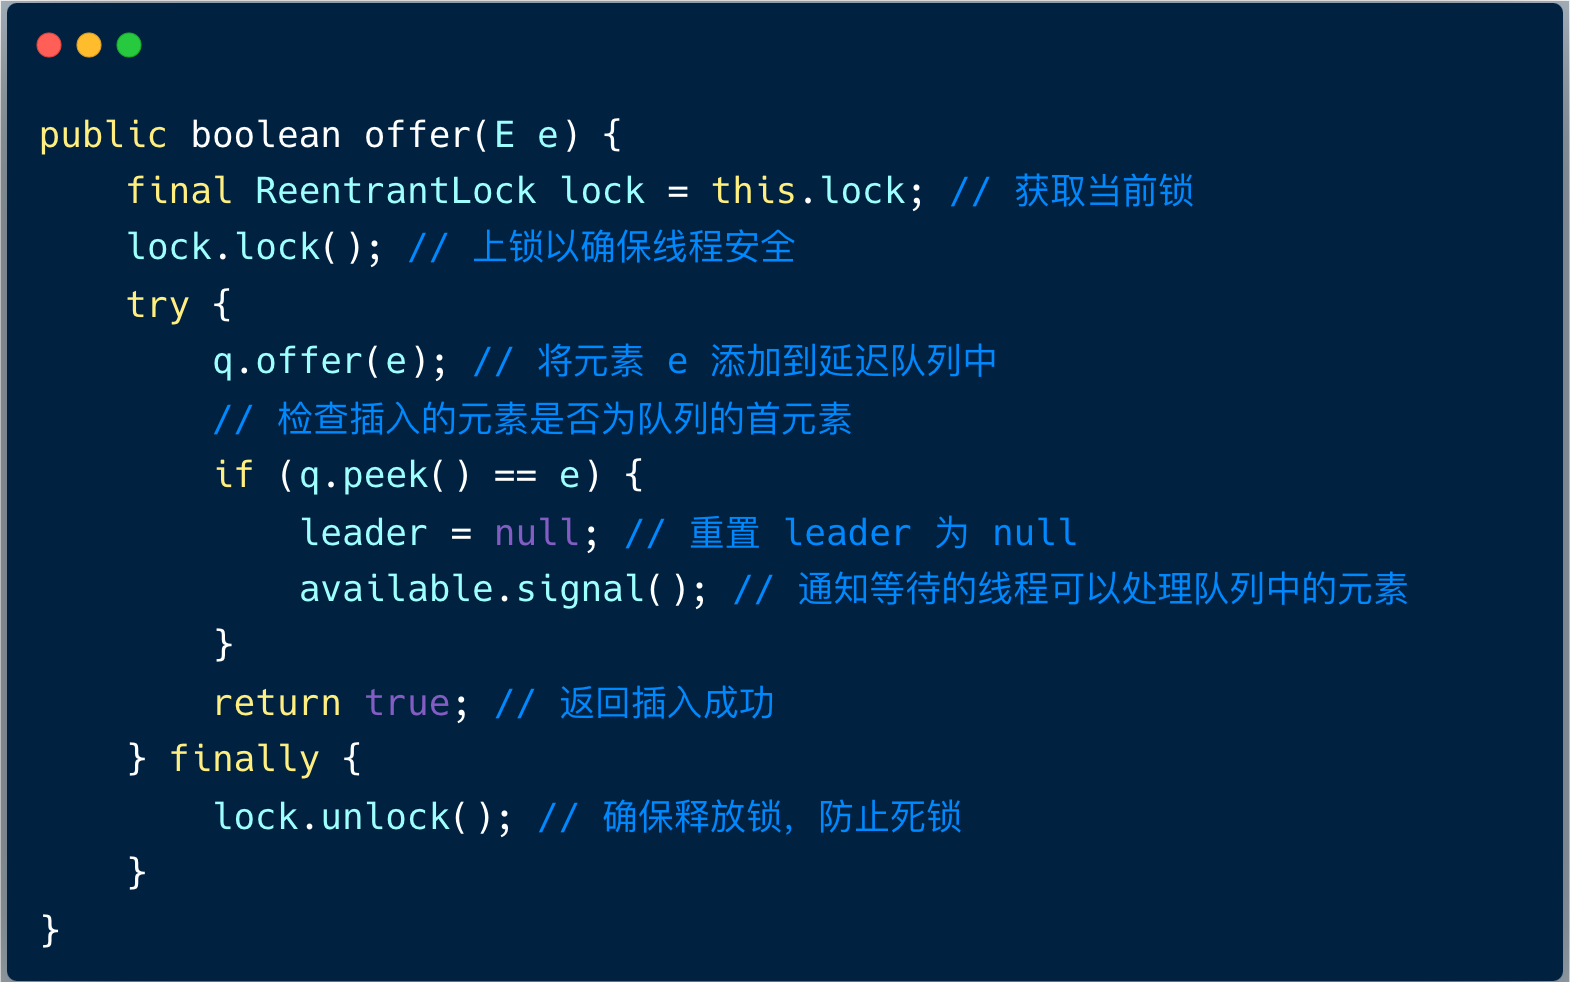 public boolean offer(E e) {
    final ReentrantLock lock = this.lock; // 获取当前锁
    lock.lock(); // 上锁以确保线程安全
    try {
        q.offer(e); // 将元素 e 添加到延迟队列中
        // 检查插入的元素是否为队列的首元素
        if (q.peek() == e) {
            leader = null; // 重置 leader 为 null
            available.signal(); // 通知等待的线程可以处理队列中的元素
        }
        return true; // 返回插入成功
    } finally {
        lock.unlock(); // 确保释放锁，防止死锁
    }
}